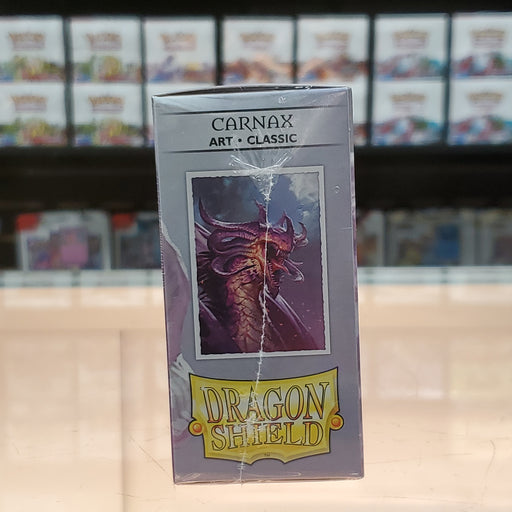 CARNAX
ART • CLASSIC
DRAGON
SHIELD